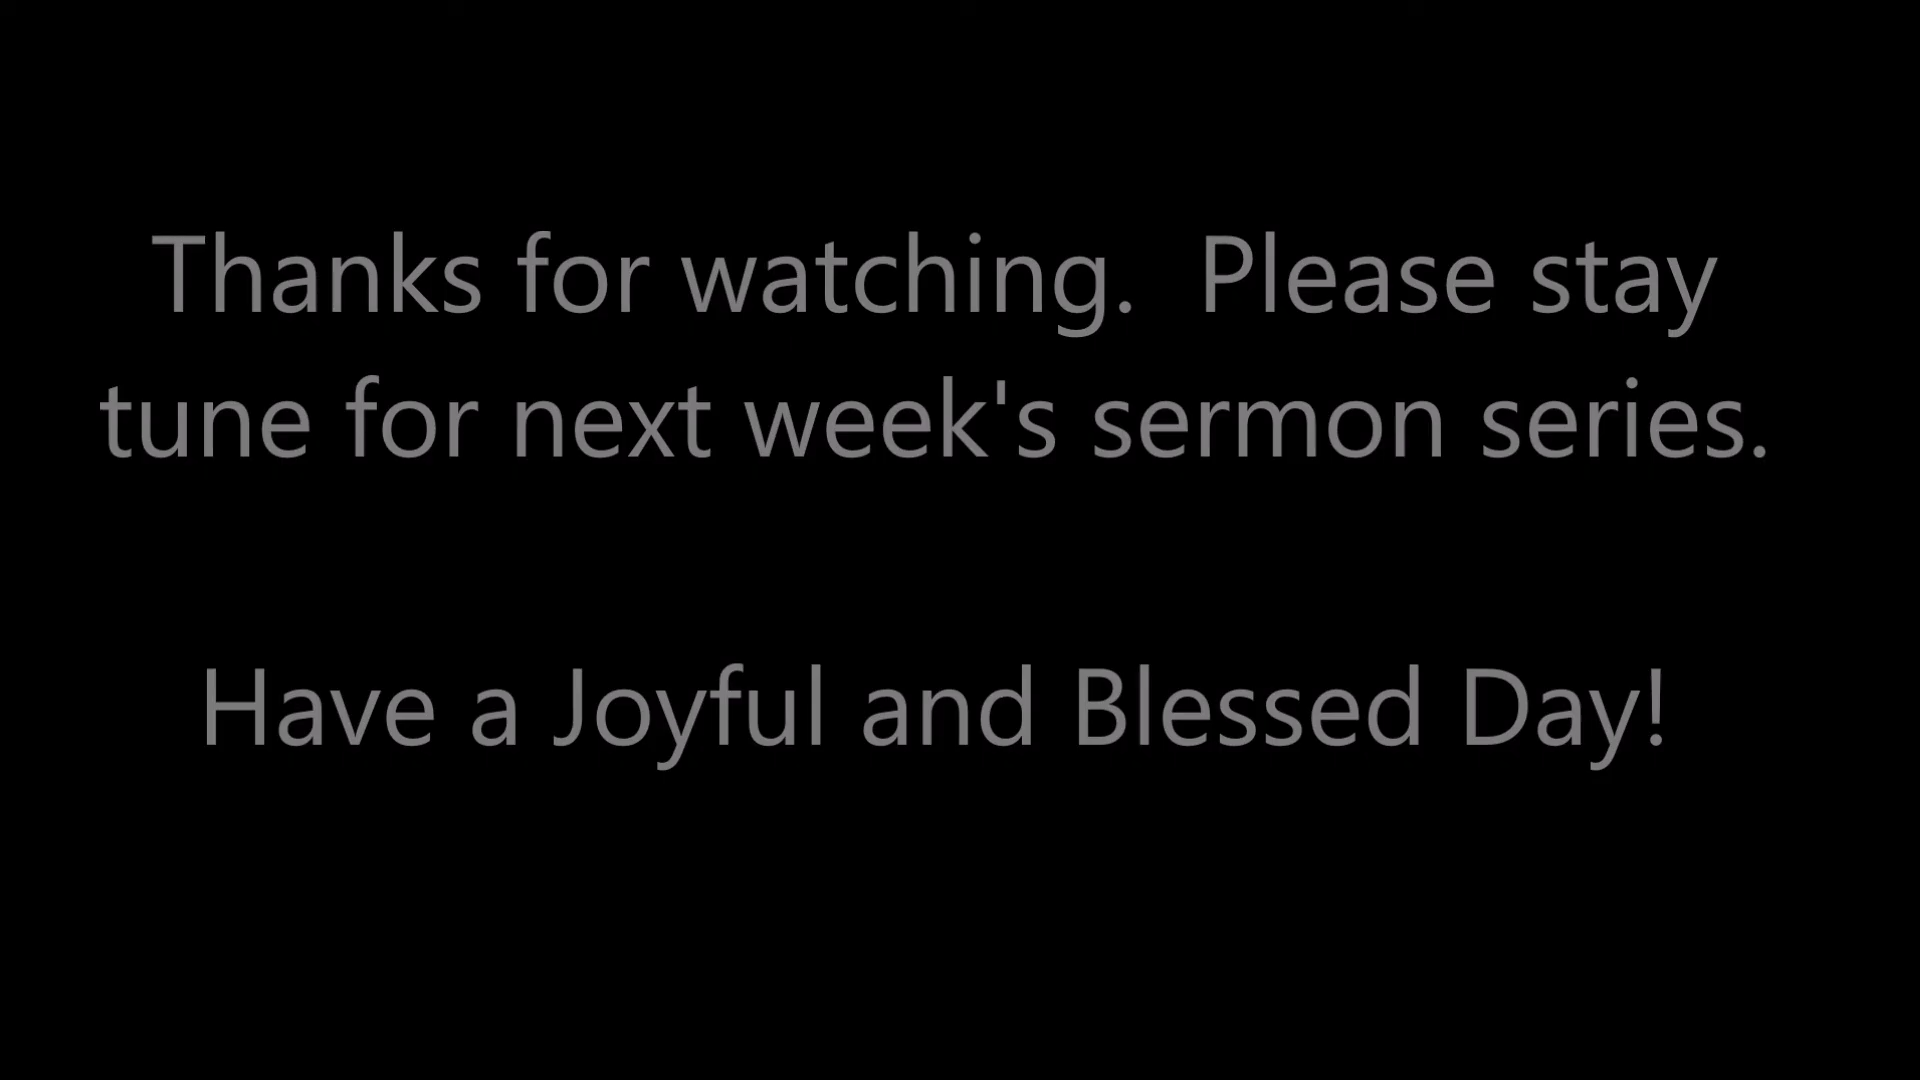 Thanks for watching.  Please stay
tune for next week's sermon series.
Have a Joyful and Blessed Day!